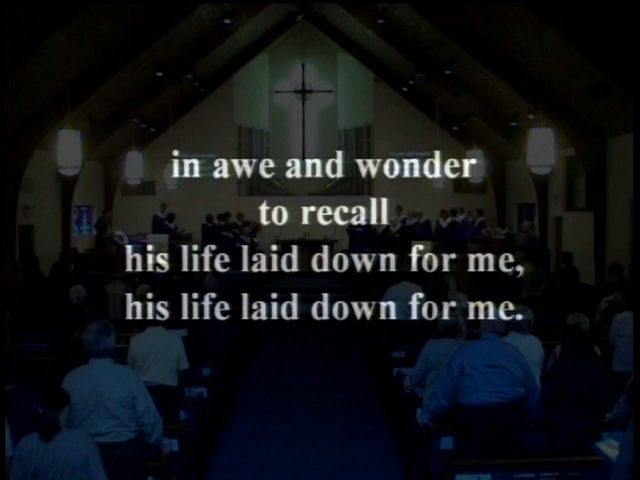 in awe and wonder
to recall
his life laid down for me,
his life laid down for me.